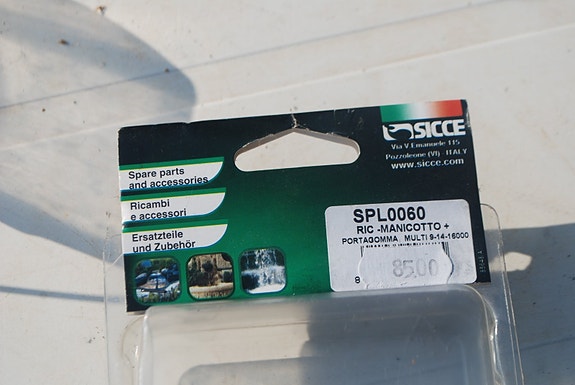 SICCE
Via V Emanuele 115
Pozzoleone (VI) - ITALY
www.sicce.com
Spare parts
and accessories
Ricambi
e accessori
Ersatzteile
und Zubehör
SPL0060
RIC -MANICOTTO +
PORTAGOMMA MULTI 9-14-16000
85.00
8